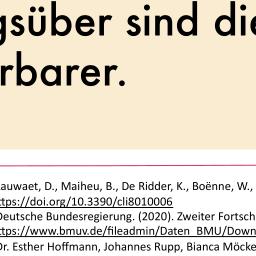 gsüber sind die
rbarer.
auwaet, D., Maiheu, B., De Ridder, K., Boënne, W.,
ttps://doi.org/10.3390/cli8010006
Deutsche Bundesregierung. (2020). Zweiter Fortsch
ttps://www.bmuv.de/fileadmin/Daten_BMU/Down
Dr. Esther Hoffmann, Johannes Rupp, Bianca Möcke